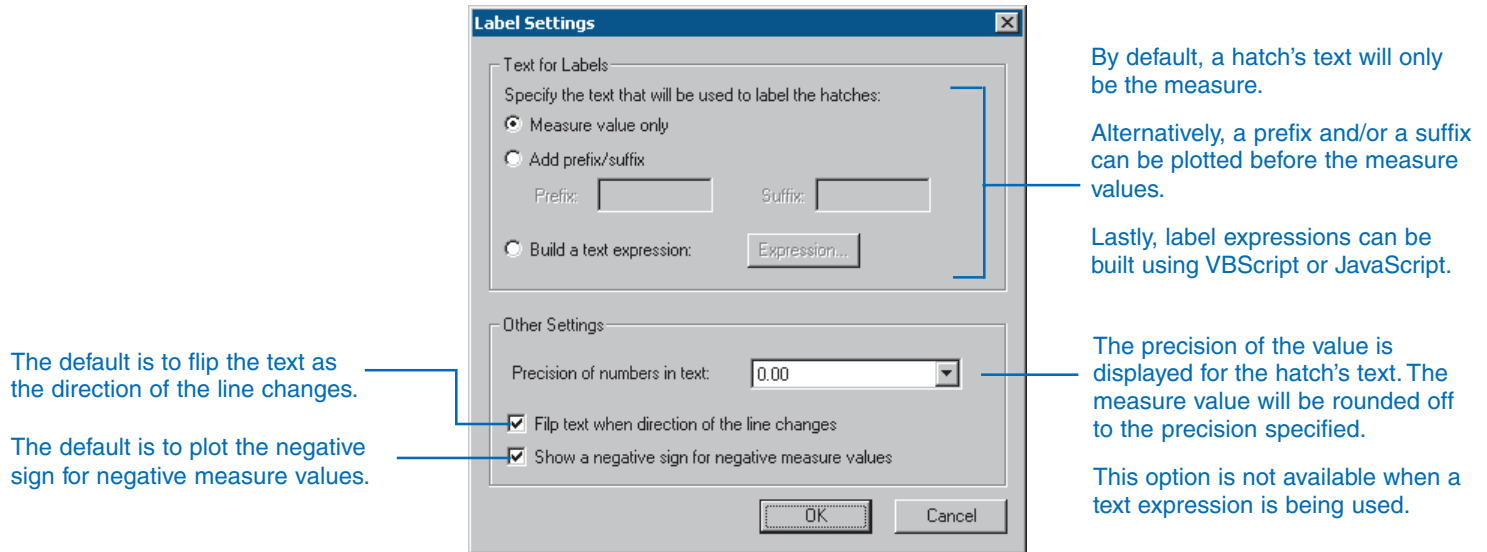 Label Settings
Text for Labels
Specify the text that will be used to label the hatches:
Measure value only
Add prefix/suffix
Prefix:
Suffix:
Build a text expression:
Expression...
Other Settings
Precision of numbers in text:
0.00
Filp text when direction of the line changes
Show a negative sign for negative measure values
OK
Cancel
The default is to flip the text as
the direction of the line changes.
The default is to plot the negative
sign for negative measure values.
By default, a hatch's text will only
be the measure.
Alternatively, a prefix and/or a suffix
can be plotted before the measure
values.
Lastly, label expressions can be
built using VBScript or JavaScript.
The precision of the value is
displayed for the hatch's text. The
measure value will be rounded off
to the precision specified.
This option is not available when a
text expression is being used.